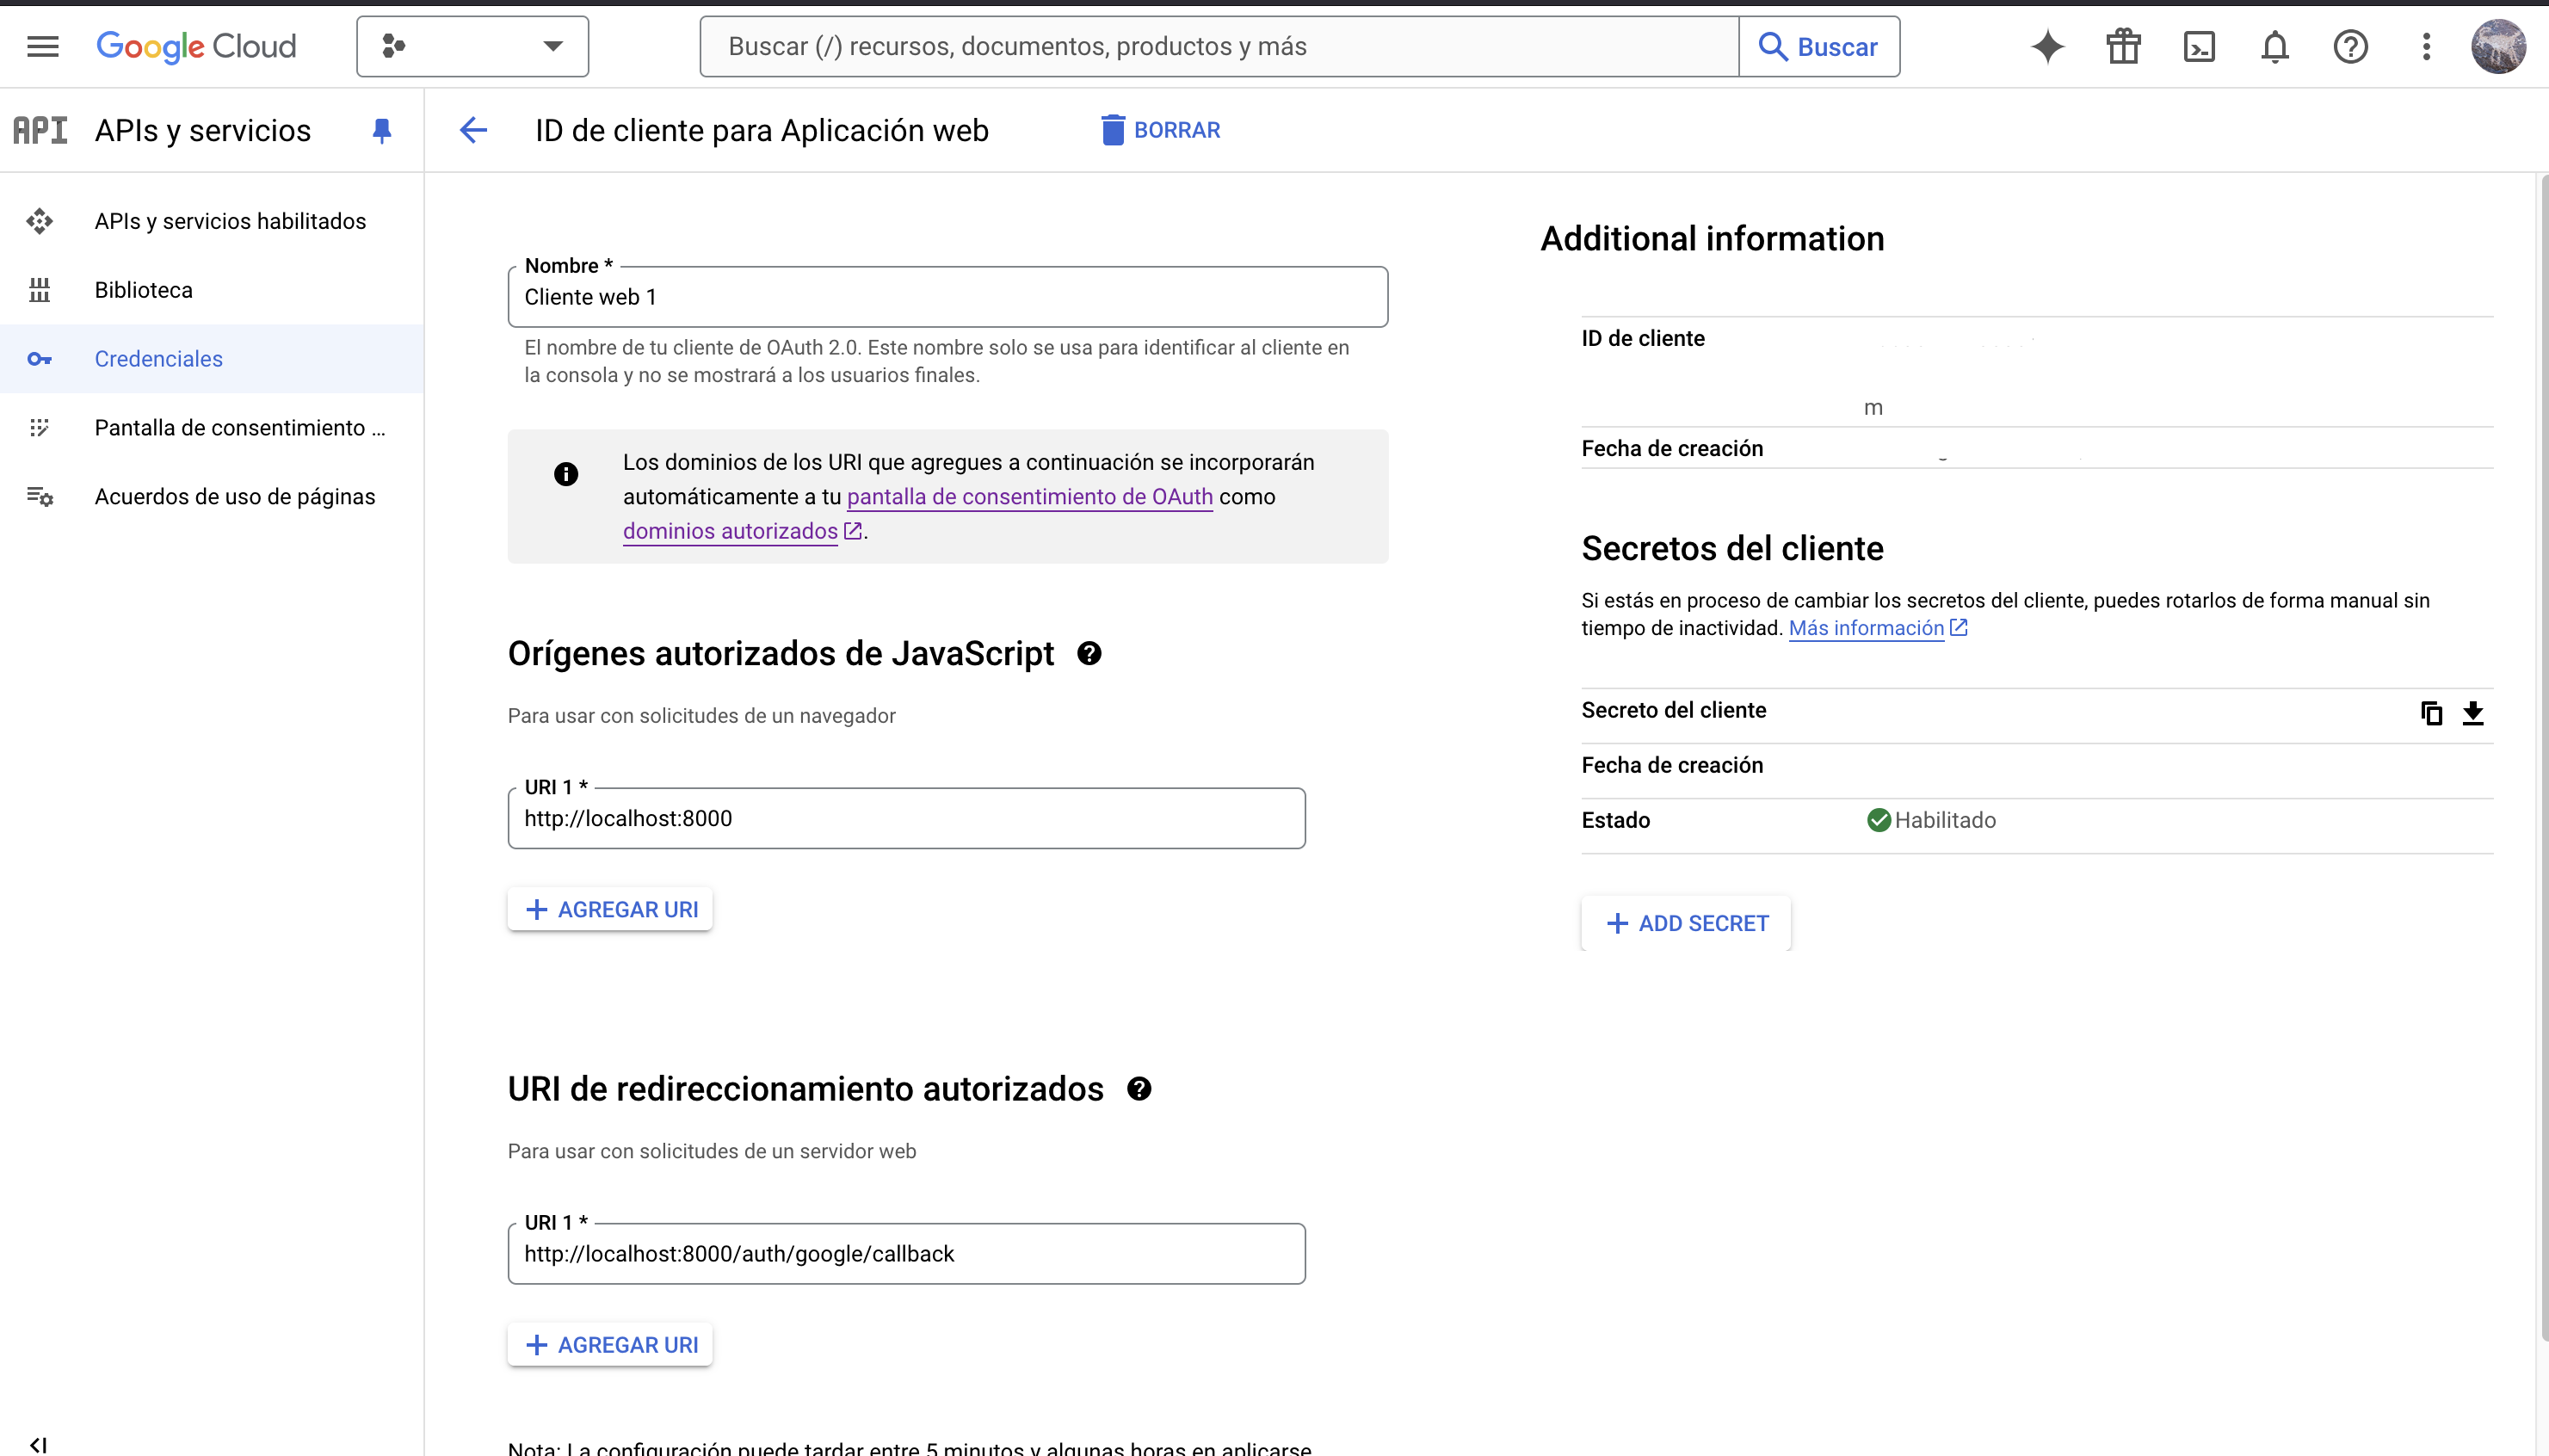 Google Cloud
Buscar (/) recursos, documentos, productos y más
Buscar
API
APIs y servicios
ID de cliente para Aplicación web
BORRAR
APIs y servicios habilitados
Biblioteca
Credenciales
Pantalla de consentimiento ...
Acuerdos de uso de páginas
Nombre *
Cliente web 1
El nombre de tu cliente de OAuth 2.0. Este nombre solo se usa para identificar al cliente en
la consola y no se mostrará a los usuarios finales.
Los dominios de los URI que agregues a continuación se incorporarán
automáticamente a tu pantalla de consentimiento de OAuth como
dominios autorizados.
Orígenes autorizados de JavaScript
Para usar con solicitudes de un navegador
URI 1 *
http://localhost:8000
AGREGAR URI
URI de redireccionamiento autorizados
Para usar con solicitudes de un servidor web
URI 1 *
http://localhost:8000/auth/google/callback
AGREGAR URI
Nota: La configuración puede tardar entre 5 minutos y algunas horas en aplicarse
Additional information
ID de cliente
m
Fecha de creación
Secretos del cliente
Si estás en proceso de cambiar los secretos del cliente, puedes rotarlos de forma manual sin
tiempo de inactividad. Más información
Secreto del cliente
Fecha de creación
Estado
Habilitado
ADD SECRET